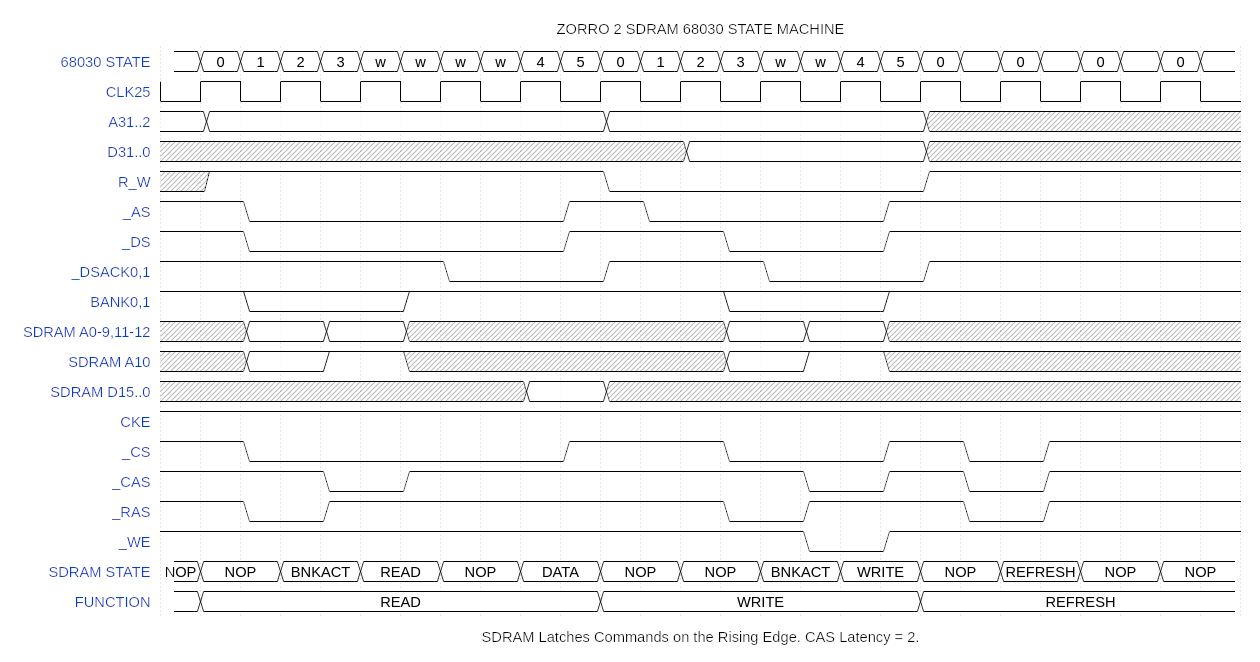 ZORRO 2 SDRAM 68030 STATE MACHINE
68030 STATE 0 1 2 3 w w w w 4 5 0 1 2 3 w w 4 5 0 0 0 0
CLK25
A31..2
D31..0
R_W
_AS
_DS
_DSACK0,1
BANK0,1
SDRAM A0-9,11-12
SDRAM A10
SDRAM D15..0
CKE
_CS
_CAS
_RAS
_WE
SDRAM STATE NOP NOP BNKACT READ NOP DATA NOP NOP BNKACT WRITE NOP REFRESH NOP NOP
FUNCTION READ WRITE REFRESH
SDRAM Latches Commands on the Rising Edge. CAS Latency = 2.